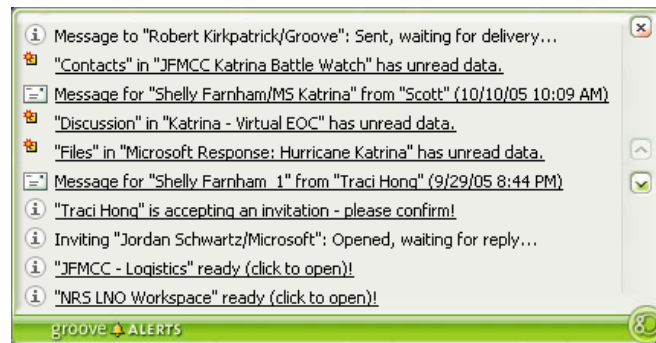 Message to "Robert Kirkpatrick/Groove": Sent, waiting for delivery...
"Contacts" in "JFMCC Katrina Battle Watch" has unread data.
Message for "Shelly Farnham/MS Katrina" from "Scott" (10/10/05 10:09 AM)
"Discussion" in "Katrina - Virtual EOC" has unread data.
"Files" in "Microsoft Response: Hurricane Katrina" has unread data.
Message for "Shelly Farnham_1" from "Traci Hong" (9/29/05 8:44 PM)
"Traci Hong" is accepting an invitation - please confirm!
Inviting "Jordan Schwartz/Microsoft": Opened, waiting for reply...
"JFMCC - Logistics" ready (click to open)!
"NRS LNO Workspace" ready (click to open)!
groove ALERTS